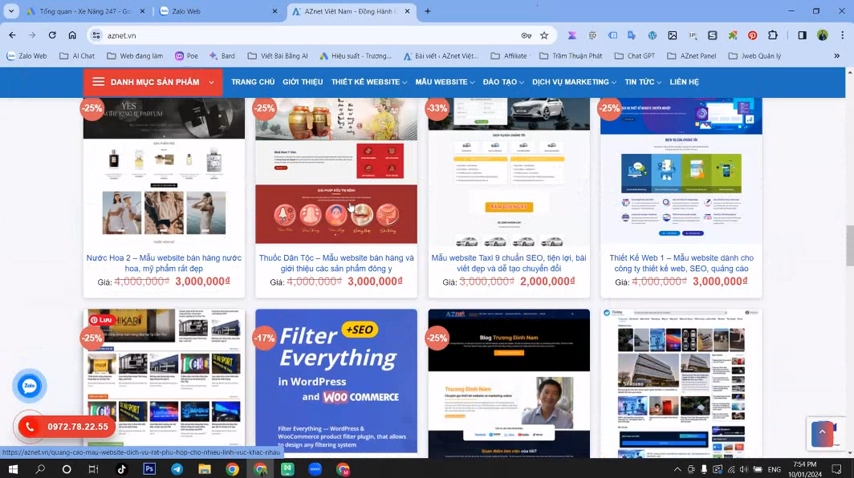 Tổng quan - Xe Nâng 247 - Go
Zalo Web
AZnet Việt Nam - Đồng Hành
aznet.vn
Zalo Web
AI Chat
Web đang làm
Poe
Bard
Viết Bài Bằng AI
Hiệu suất - Trương...
Bài viết ‹ AZnet Việt...
Affiliate
Trầm Thuận Phát
Chat GPT
AZnet Panel
Jweb Quản lý
DANH MỤC SẢN PHẨM
TRANG CHỦ
GIỚI THIỆU
THIẾT KẾ WEBSITE
MẪU WEBSITE
ĐÀO TẠO
DỊCH VỤ MARKETING
TIN TỨC
LIÊN HỆ
-25%
-25%
-33%
-25%
YES
Nước Hoa 2 – Mẫu website bán hàng nước
hoa, mỹ phẩm rất đẹp
Giá: 4,000,000₫ 3,000,000₫
Thuốc Dân Tộc – Mẫu website bán hàng và
giới thiệu các sản phẩm đông y
Giá: 4,000,000₫ 3,000,000₫
Mẫu website Taxi 9 chuẩn SEO, tiện lợi, bài
viết đẹp và dễ tạo chuyển đổi
Giá: 3,000,000₫ 2,000,000₫
Thiết Kế Web 1 – Mẫu website dành cho
công ty thiết kế web, SEO, quảng cáo
Giá: 4,000,000₫ 3,000,000₫
Lưu
HIKARI
-25%
-17%
Filter
+SEO
Everything
in WordPress
and WOO COMMERCE
Filter Everything — WordPress &
WooCommerce product filter plugin, that allows
-25%
AZnet
Blog Trương Đình Nam
Trương Đình Nam
Zalo
0972.78.22.55
https://aznet.vn/quang-cao-mau-website-dich-vu-rat-phu-hop-cho-nhieu-linh-vuc-khac-nhau
ENG
7:54 PM
10/01/2024